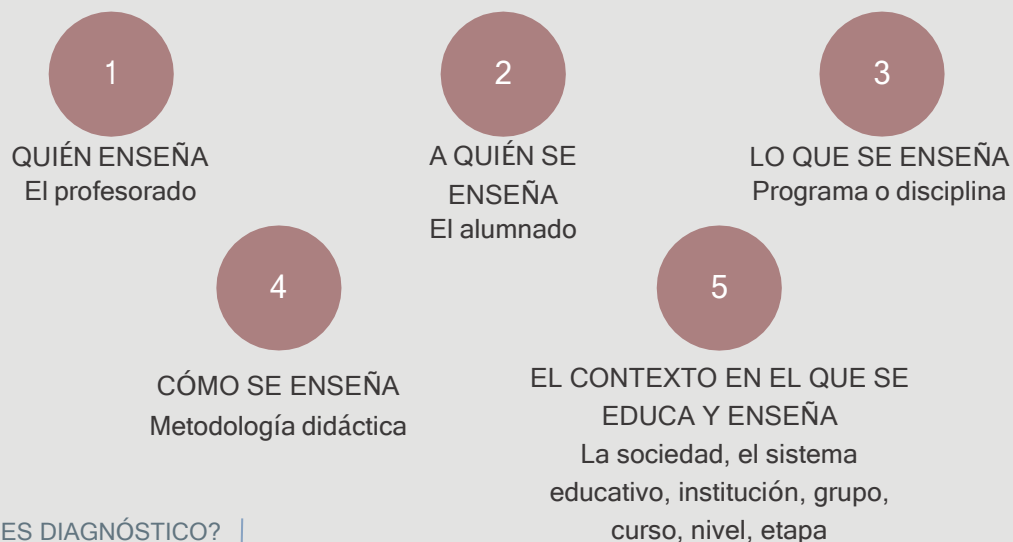 1
QUIÉN ENSEÑA
El profesorado
2
A QUIÉN SE
ENSEÑA
El alumnado
3
LO QUE SE ENSEÑA
Programa o disciplina
4
CÓMO SE ENSEÑA
Metodología didáctica
5
EL CONTEXTO EN EL QUE SE
EDUCA Y ENSEÑA
La sociedad, el sistema
educativo, institución, grupo,
curso, nivel, etapa
ES DIAGNÓSTICO?